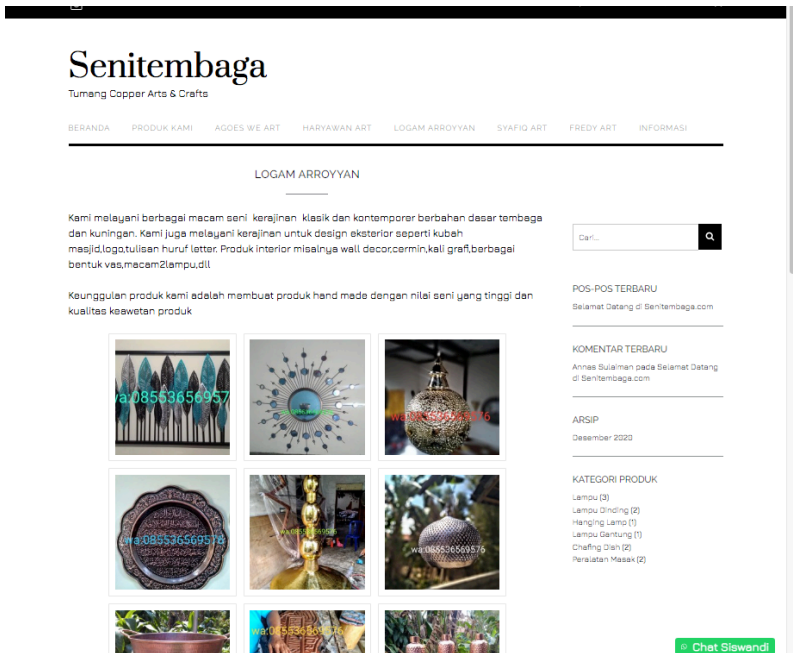 Senitembaga
Tumang Copper Arts & Crafts
BERANDA PRODUK KAMI AGOES WE ART HARYAWAN ART LOGAM ARROYYAN SYAFIQ ART FREDY ART INFORMASI
LOGAM ARROYYAN
Kami melayani berbagai macam seni kerajinan klasik dan kontemporer berbahan dasar tembaga
dan kuningan. Kami juga melayani kerajinan untuk design eksterior seperti kubah
masjid,logo,tulisan huruf letter. Produk interior misalnya wall decor,cermin,kali grafi,berbagai
bentuk vas,macam2lampu,dll
Keunggulan produk kami adalah membuat produk hand made dengan nilai seni yang tinggi dan
kualitas keawetan produk
va:08553656957
wa:085536569576
wa:085536569576
wa:085536569576
wa:085536569576
Cari...
POS-POS TERBARU
Selamat Datang di Senitembaga.com
KOMENTAR TERBARU
Annas Sulaiman pada Selamat Datang
di Senitembaga.com
ARSIP
Desember 2020
KATEGORI PRODUK
Lampu (3)
Lampu Dinding (2)
Hanging Lamp (1)
Lampu Gantung (1)
Chafing Dish (2)
Peralatan Masak (2)
Chat Siswandi